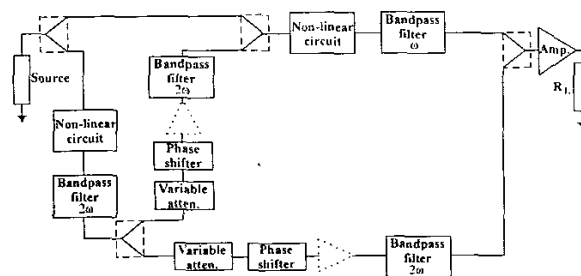 Source
Non-linear
circuit
Bandpass
filter
2ω
Bandpass
filter
2ω
Phase
shifter
Variable
atten.
Non-linear
circuit
Bandpass
filter
ω
Amp.
R L
Variable
atten.
Phase
shifter
Bandpass
filter
2ω